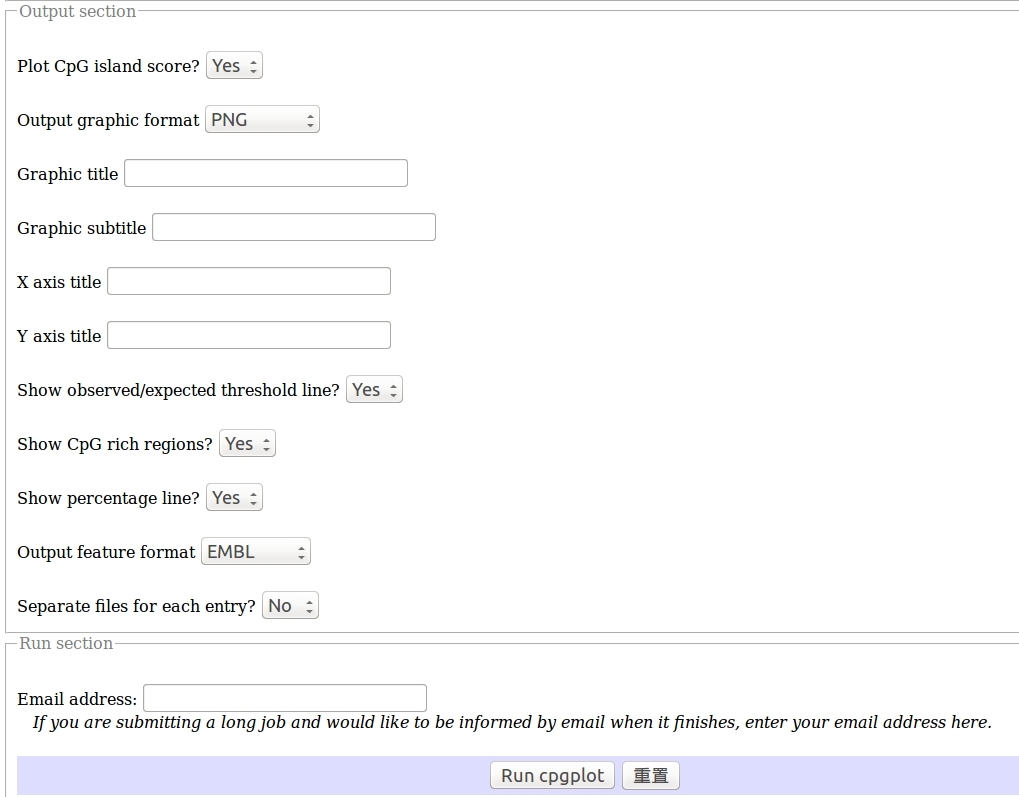 Output section
Plot CpG island score? Yes
Output graphic format PNG
Graphic title
Graphic subtitle
X axis title
Y axis title
Show observed/expected threshold line? Yes
Show CpG rich regions? Yes
Show percentage line? Yes
Output feature format EMBL
Separate files for each entry? No
Run section
Email address:
If you are submitting a long job and would like to be informed by email when it finishes, enter your email address here.
Run cpgplot 重置